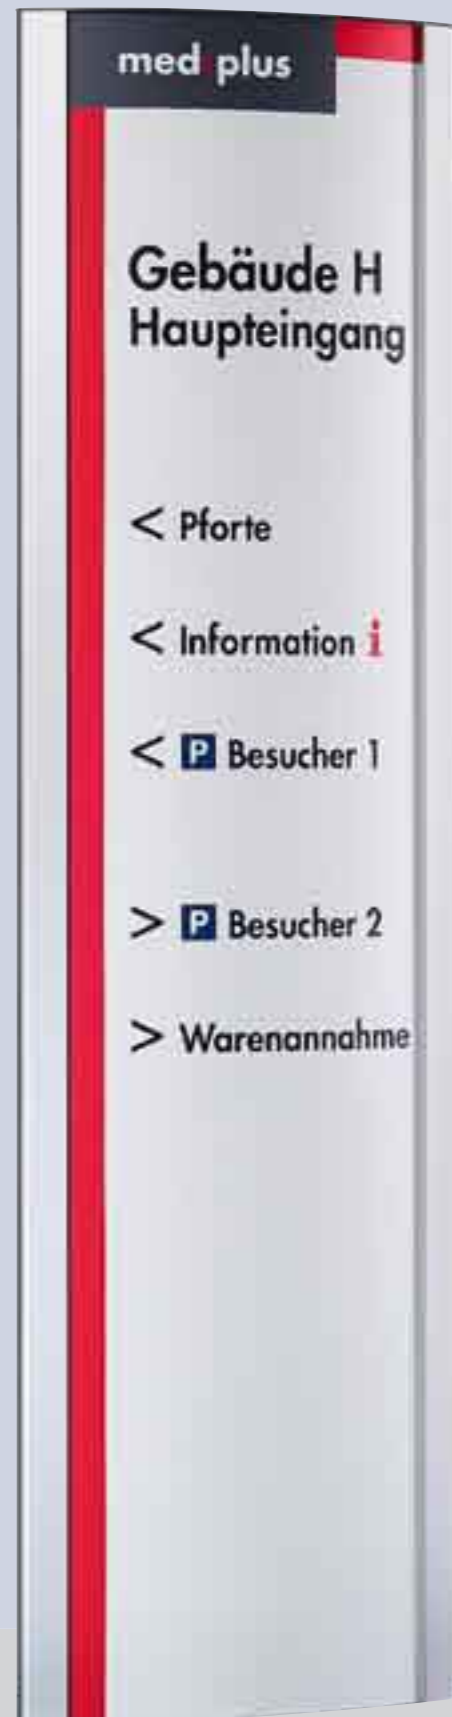 med plus
Gebäude H
Haupteingang
< Pforte
< Information i
< P Besucher 1
> P Besucher 2
> Warenannahme